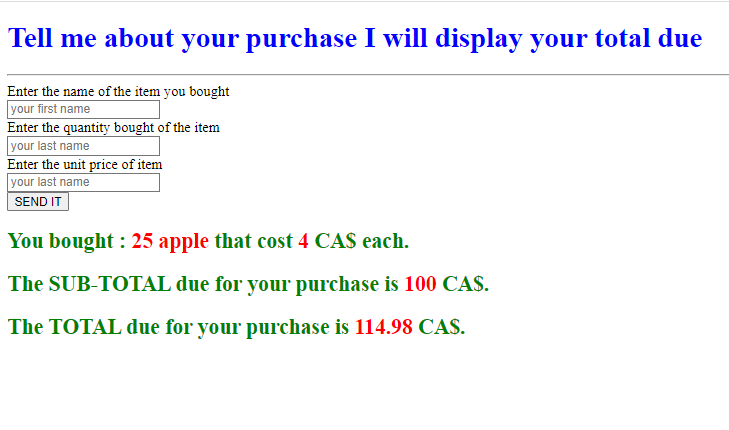 Tell me about your purchase I will display your total due
Enter the name of the item you bought
your first name
Enter the quantity bought of the item
your last name
Enter the unit price of item
your last name
SEND IT
You bought : 25 apple that cost 4 CA$ each.
The SUB-TOTAL due for your purchase is 100 CA$.
The TOTAL due for your purchase is 114.98 CA$.